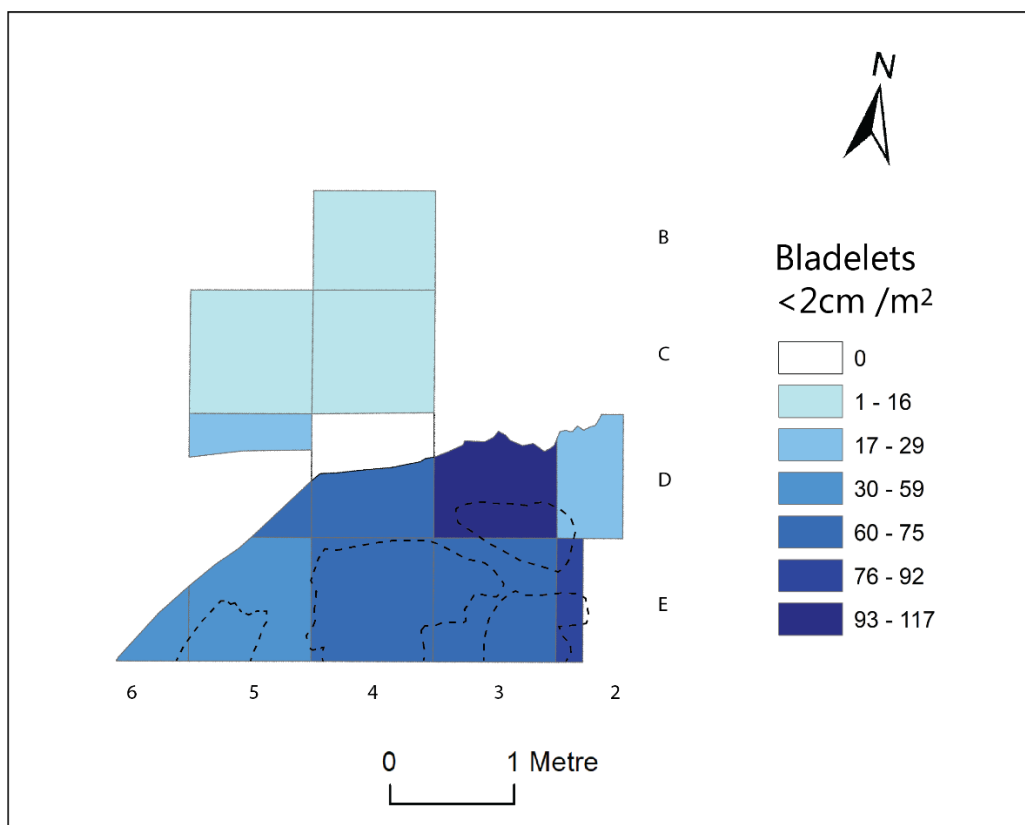 N
B
C
D
E
6 5 4 3 2
0 1 Metre
Bladelets
<2cm /m²
0
1 - 16
17 - 29
30 - 59
60 - 75
76 - 92
93 - 117